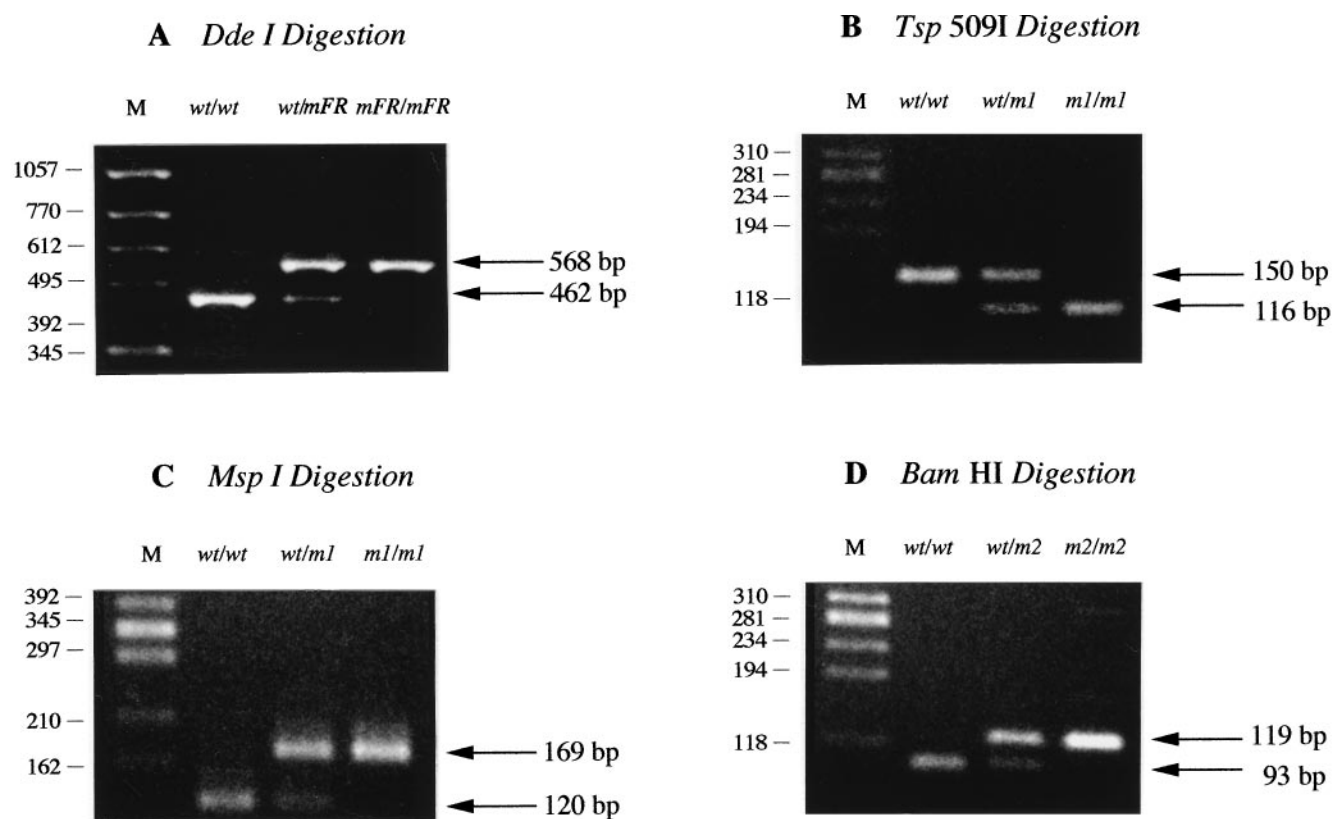 A Dde I Digestion
M wt/wt wt/mFR mFR/mFR
1057
770
612
495
392
345
568 bp
462 bp
B Tsp 509I Digestion
M wt/wt wt/m1 m1/m1
310
281
234
194
118
150 bp
116 bp
C Msp I Digestion
M wt/wt wt/m1 m1/m1
392
345
297
210
162
169 bp
120 bp
D Bam HI Digestion
M wt/wt wt/m2 m2/m2
310
281
234
194
118
119 bp
93 bp